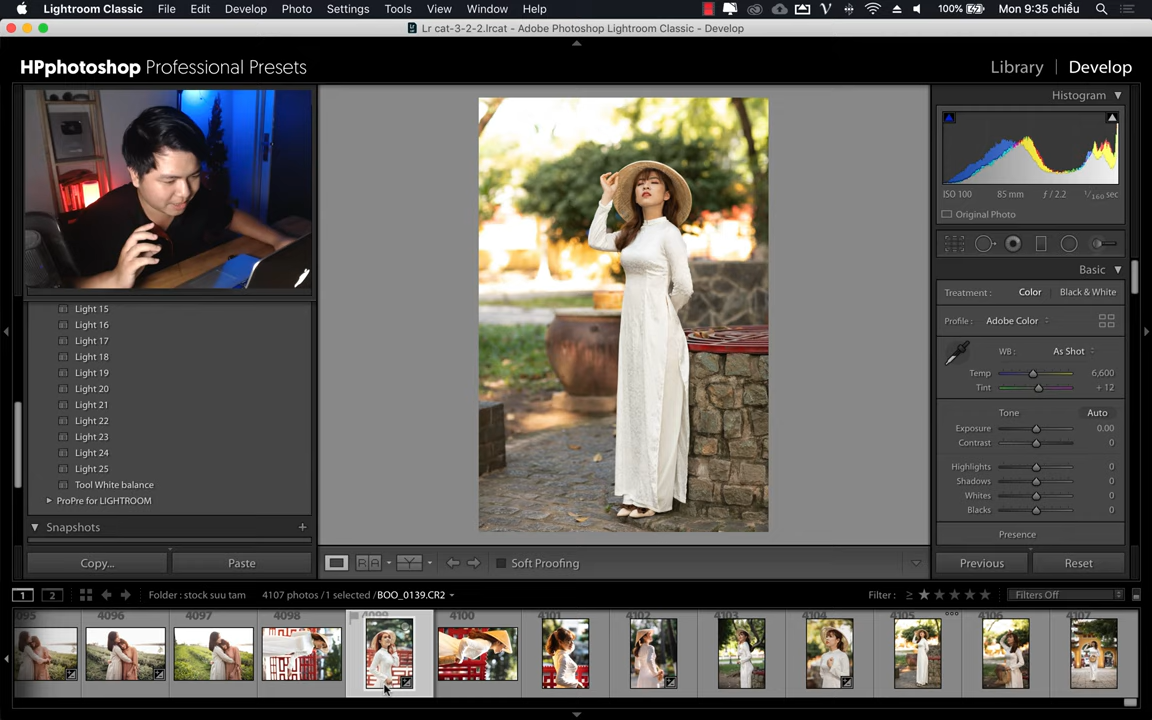 Lightroom Classic File Edit Develop Photo Settings Tools View Window Help 100% Mon 9:35 chiều
Lr cat-3-2-2.lrcat - Adobe Photoshop Lightroom Classic - Develop
HPphotoshop Professional Presets Library | Develop
Histogram
ISO 100 85 mm ƒ / 2.2 1/160 sec
Original Photo
Basic
Treatment : Color Black & White
Profile : Adobe Color
WB : As Shot
Temp 6,600
Tint + 12
Tone Auto
Exposure 0.00
Contrast 0
Highlights 0
Shadows 0
Whites 0
Blacks 0
Presence
Light 15
Light 16
Light 17
Light 18
Light 19
Light 20
Light 21
Light 22
Light 23
Light 24
Light 25
Tool White balance
ProPre for LIGHTROOM
Snapshots +
Copy... Paste Soft Proofing Previous Reset
1 2 Folder : stock suu tam 4107 photos / 1 selected / BOO_0139.CR2 Filter : Filters Off
4096 4097 4098 4099 4100 4101 4102 4103 4104 4105 4106 4107